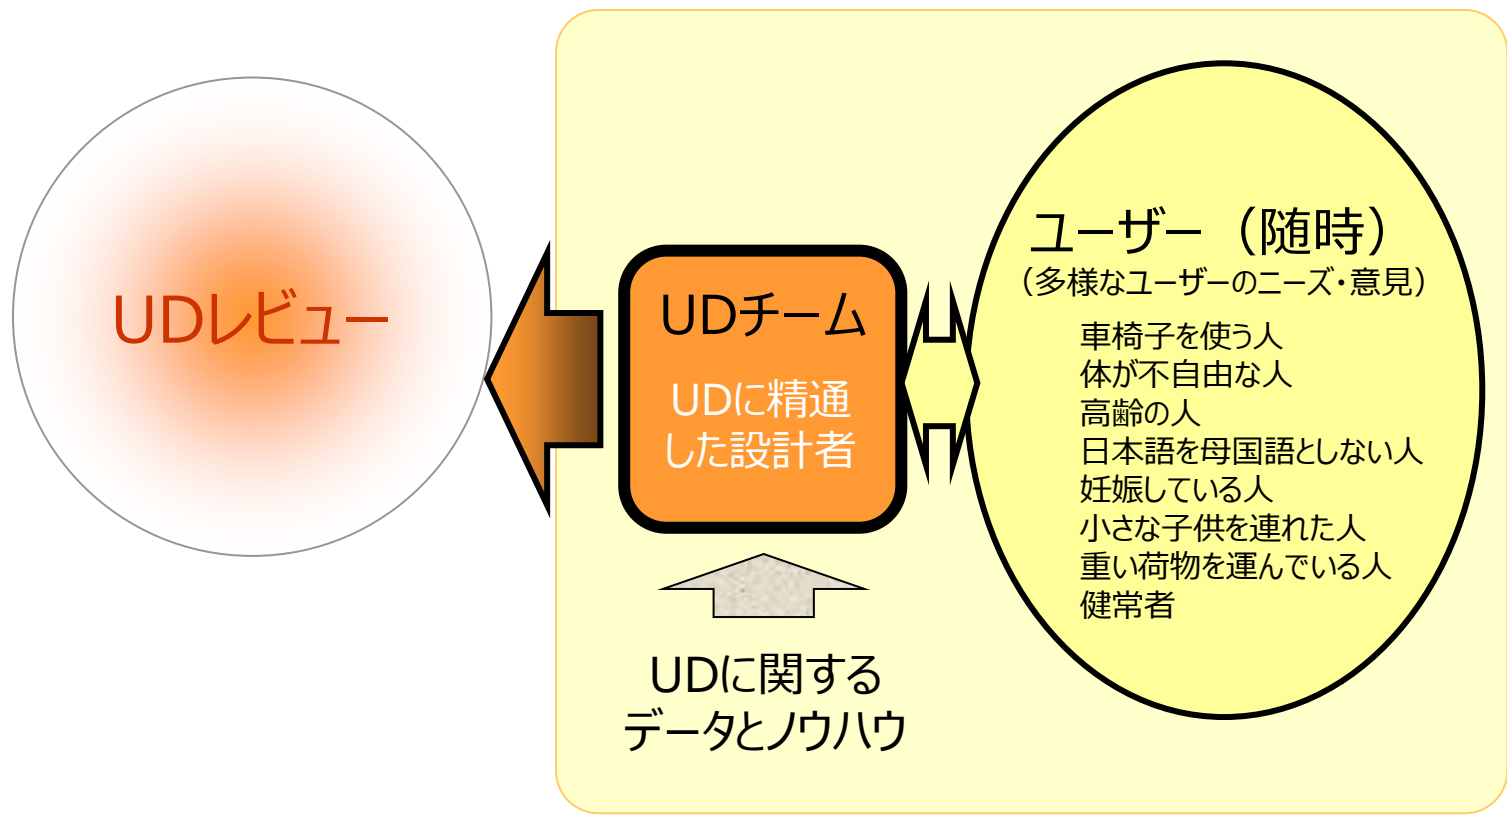 UDレビュー
UDチーム
UDに精通
した設計者
UDに関する
データとノウハウ
ユーザー（随時）
（多様なユーザーのニーズ・意見）
車椅子を使う人
体が不自由な人
高齢の人
日本語を母国語としない人
妊娠している人
小さな子供を連れた人
重い荷物を運んでいる人
健常者